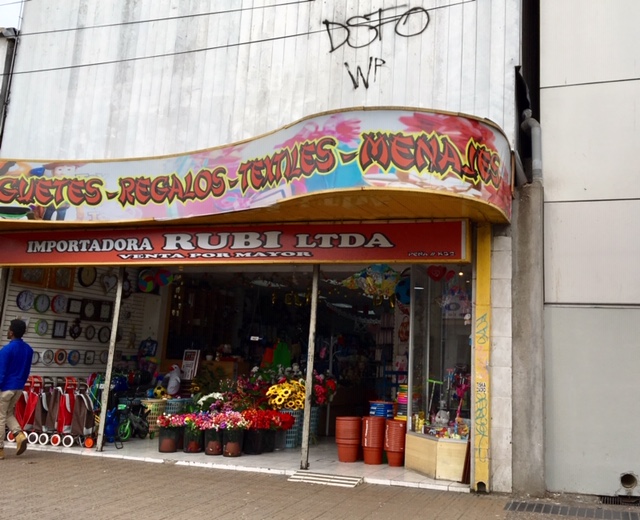 DSFO
WP
GUETES - REGALOS - TEXTILES - MENAJES
IMPORTADORA RUBI LTDA
VENTA POR MAYOR